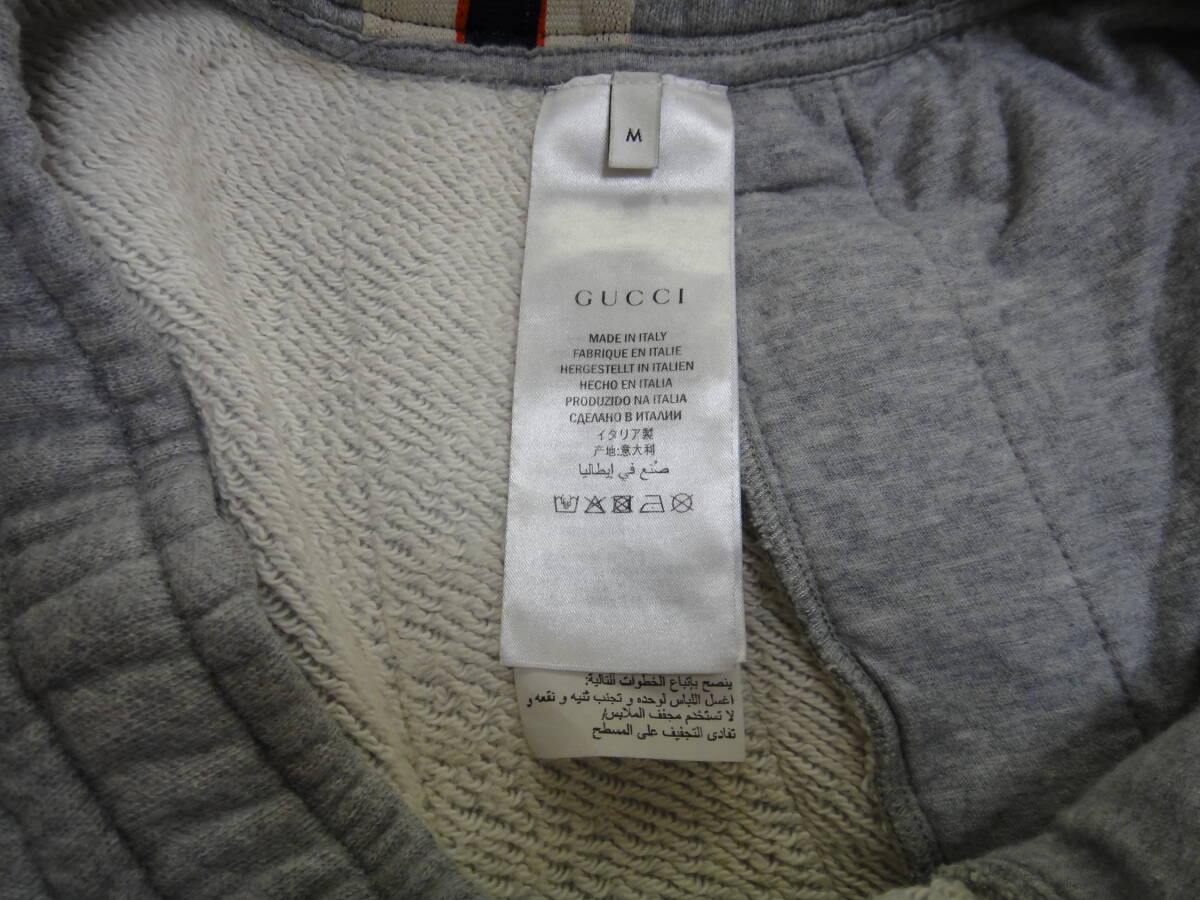 M
GUCCI
MADE IN ITALY
FABRIQUE EN ITALIE
HERGESTELLT IN ITALIEN
HECHO EN ITALIA
PRODUZIDO NA ITALIA
СДЕЛАНО В ИТАЛИИ
イタリア製
产地:意大利
صُنع في إيطاليا
ينصح بإتباع الخطوات التالية:
اغسل اللباس لوحده و تجنب ثنيه و نقعه و
لا تستخدم مجفف الملابس/
تفادى التجفيف على المسطح